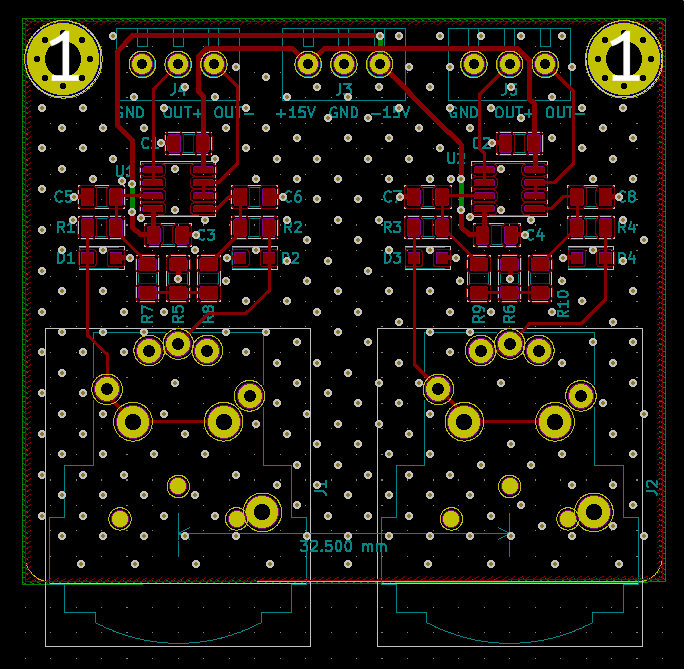 1 1
J4 J3 J5
GND OUT+ OUT- +15V GND -15V GND OUT+ OUT-
C1 C2
U1
C5 C6 C7 C8
R1 R2 R3 R4
C3 C4
D1 D2 D3 D4
R7 R5 R8 R9 R6 R10
J1 J2
32.500 mm